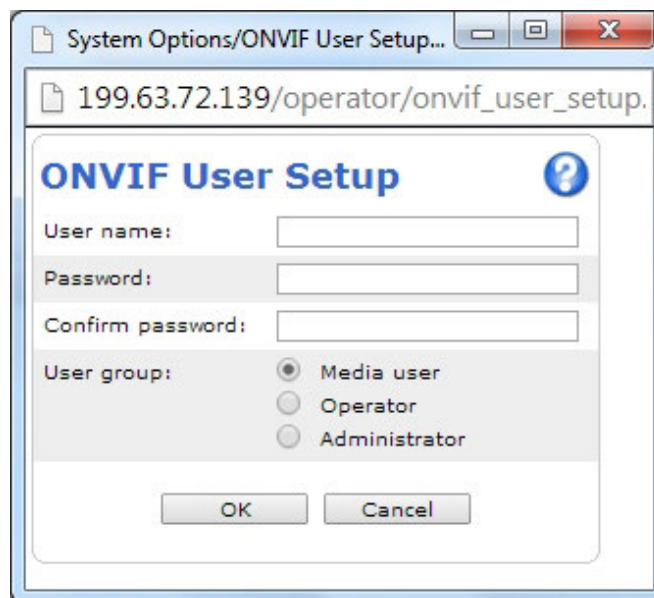 System Options/ONVIF User Setup...
199.63.72.139/operator/onvif_user_setup.
ONVIF User Setup
?
User name:
Password:
Confirm password:
User group:
Media user
Operator
Administrator
OK Cancel